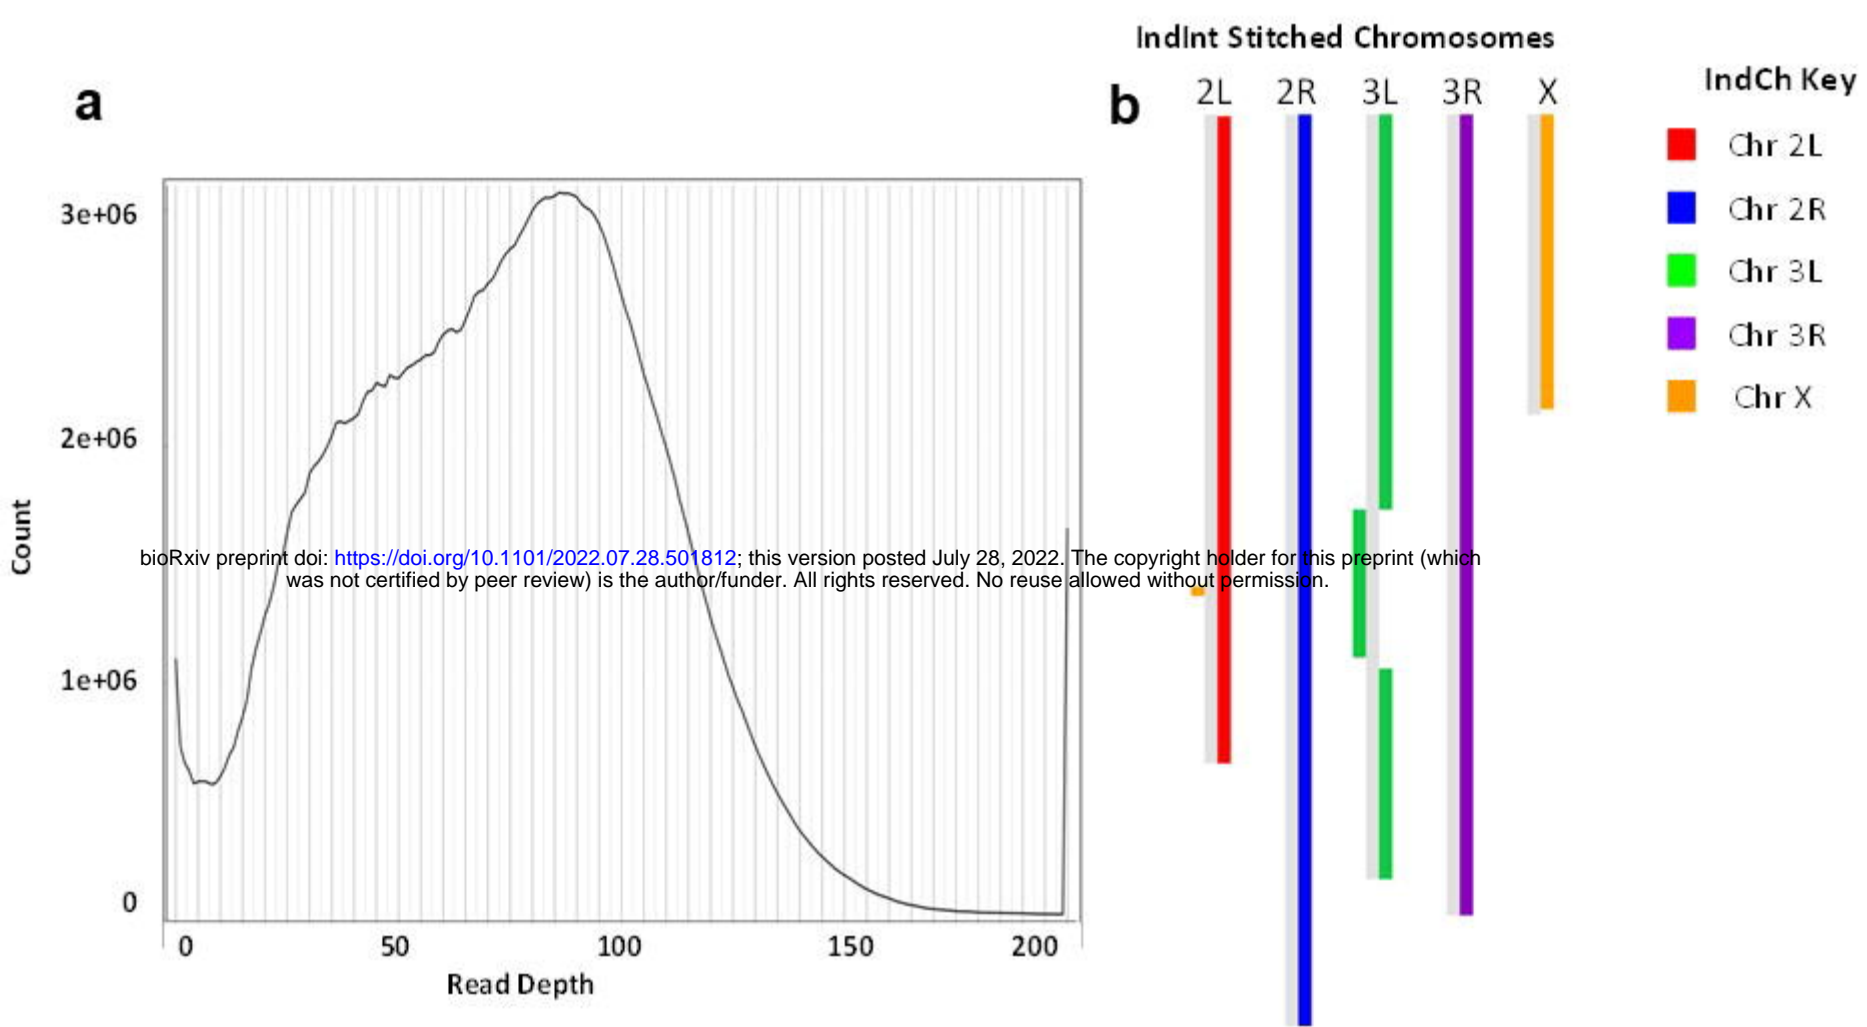 IndInt Stitched Chromosomes
a
b
2L 2R 3L 3R X
IndCh Key
Chr 2L
Chr 2R
Chr 3L
Chr 3R
Chr X
3e+06
2e+06
1e+06
0
Count
bioRxiv preprint doi: https://doi.org/10.1101/2022.07.28.501812; this version posted July 28, 2022. The copyright holder for this preprint (which
was not certified by peer review) is the author/funder. All rights reserved. No reuse allowed without permission.
0 50 100 150 200
Read Depth